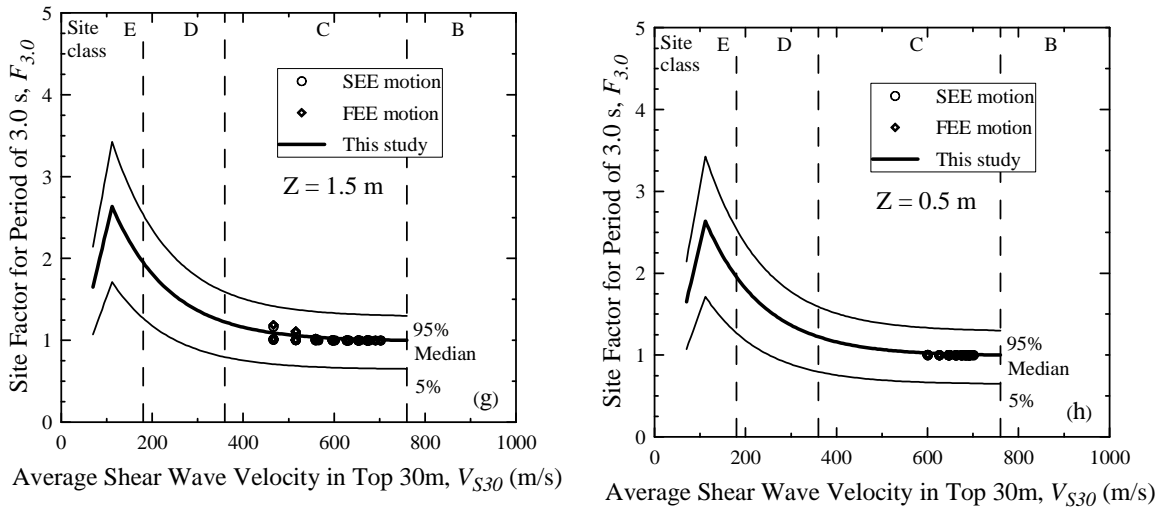 Site class E D C B
SEE motion
FEE motion
This study
Z = 1.5 m
95%
Median
5%
(g)
5
4
3
2
1
0
0 200 400 600 800 1000
Site Factor for Period of 3.0 s, F3.0
Average Shear Wave Velocity in Top 30m, VS30 (m/s)
Site class E D C B
SEE motion
FEE motion
This study
Z = 0.5 m
95%
Median
5%
(h)
5
4
3
2
1
0
0 200 400 600 800 1000
Site Factor for Period of 3.0 s, F3.0
Average Shear Wave Velocity in Top 30m, VS30 (m/s)